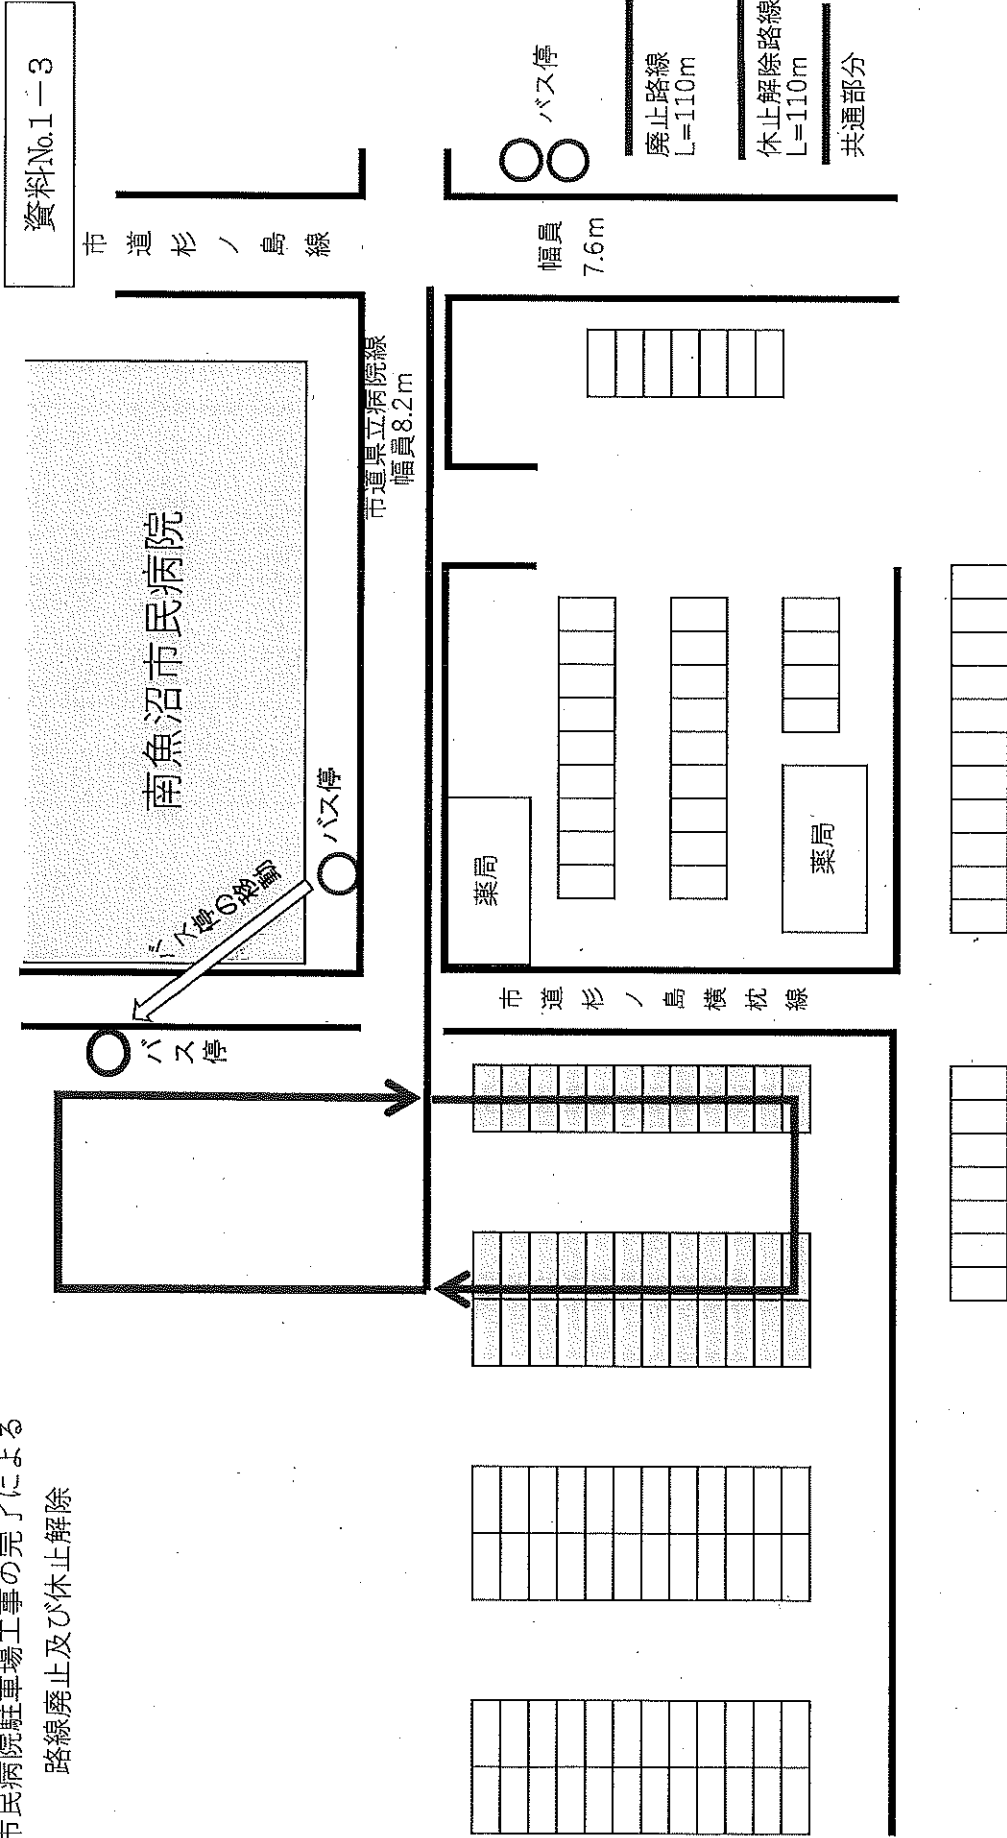 市民病院駐車場工事の完了による
路線廃止及び休止解除
資料No.1－3
市道杉ノ島線
南魚沼市民病院
市道県立病院線
幅員8.2m
バス停の移動
バス停
バス停
バス停
幅員
7.6m
市道杉ノ島横枕線
薬局
薬局
廃止路線
L=110m
休止解除路線
L=110m
共通部分